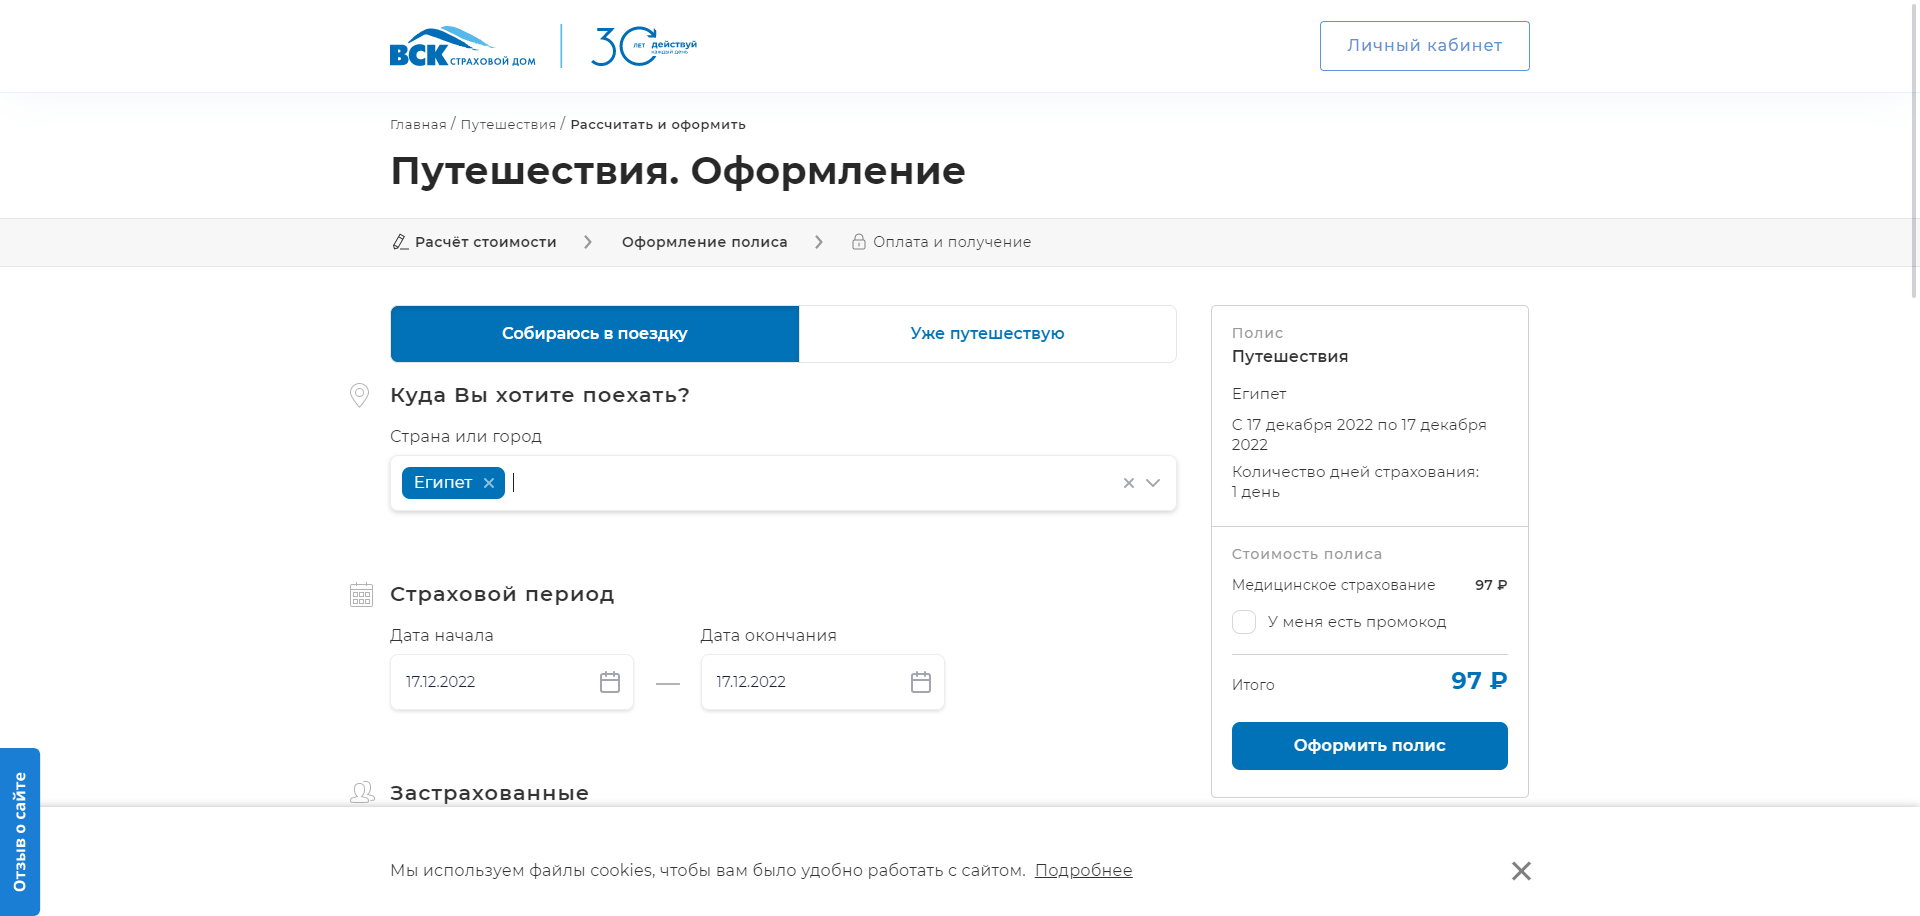 ВСК СТРАХОВОЙ ДОМ
30 ЛЕТ действуй
каждый день
Личный кабинет
Главная / Путешествия / Рассчитать и оформить
Путешествия. Оформление
Расчёт стоимости
Оформление полиса
Оплата и получение
Собираюсь в поездку
Уже путешествую
Куда Вы хотите поехать?
Страна или город
Египет
Страховой период
Дата начала
Дата окончания
17.12.2022
—
17.12.2022
Застрахованные
Полис
Путешествия
Египет
С 17 декабря 2022 по 17 декабря
2022
Количество дней страхования:
1 день
Стоимость полиса
Медицинское страхование 97 ₽
У меня есть промокод
Итого 97 ₽
Оформить полис
Отзыв о сайте
Мы используем файлы cookies, чтобы вам было удобно работать с сайтом. Подробнее